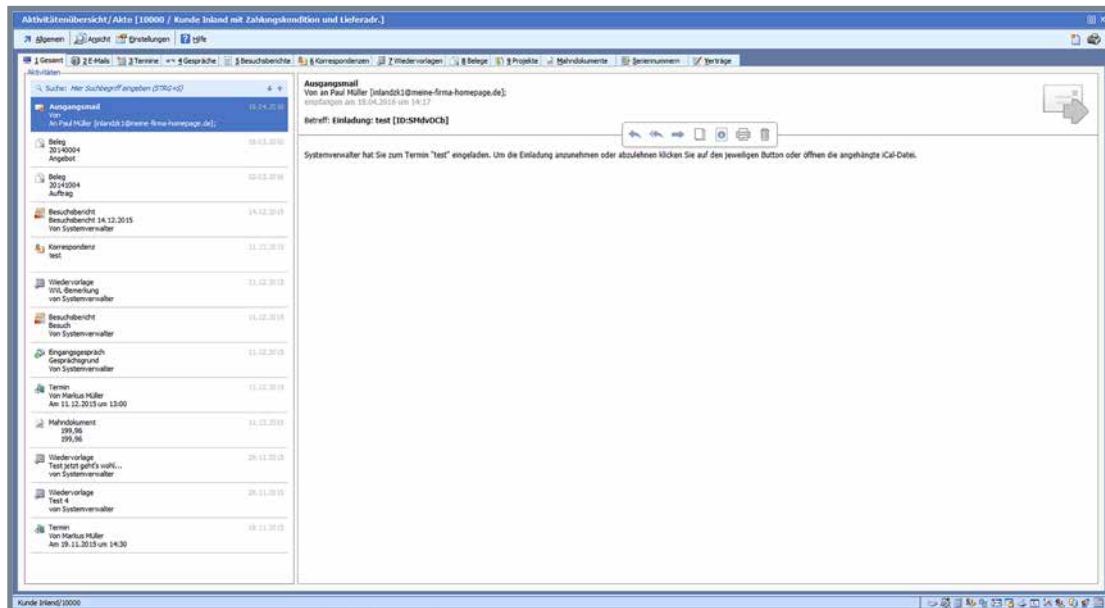 Aktivitätenübersicht/Akte [10000 / Kunde Inland mit Zahlungskondition und Lieferadr.]
Allgemein Ansicht Einstellungen Hilfe
1 Gesamt 2 E-Mails 3 Termine 4 Gespräche 5 Besuchsberichte 6 Korrespondenzen 7 Wiedervorlagen 8 Belege 9 Projekte Mahndokumente Seriennummern Verträge
Aktivitäten
Suche: Hier Suchbegriff eingeben (STRG+S)
Ausgangsmail
Von
An Paul Müller [inlandzk1@meine-firma-homepage.de];
Beleg
20140004
Angebot
Beleg
20141004
Auftrag
Besuchsbericht 14.12.2015
Besuchsbericht 14.12.2015
Von Systemverwalter
Korrespondenz
test
Wiedervorlage
WVL-Bemerkung
von Systemverwalter
Besuchsbericht
Besuch
Von Systemverwalter
Eingangsgespräch
Gesprächsgrund
Von Systemverwalter
Termin
Von Markus Müller
Am 11.12.2015 um 13:00
Mahndokument
199,96
199,96
Wiedervorlage
Test jetzt geht's wohl...
von Systemverwalter
Wiedervorlage
Test 4
von Systemverwalter
Termin
Von Markus Müller
Am 19.11.2015 um 14:30
Ausgangsmail
Von an Paul Müller [inlandzk1@meine-firma-homepage.de];
empfangen am 18.04.2016 um 14:17
Betreff: Einladung: test [ID:SMdvOCb]
Systemverwalter hat Sie zum Termin "test" eingeladen. Um die Einladung anzunehmen oder abzulehnen klicken Sie auf den jeweiligen Button oder öffnen die angehängte iCal-Datei.
Kunde Inland/10000